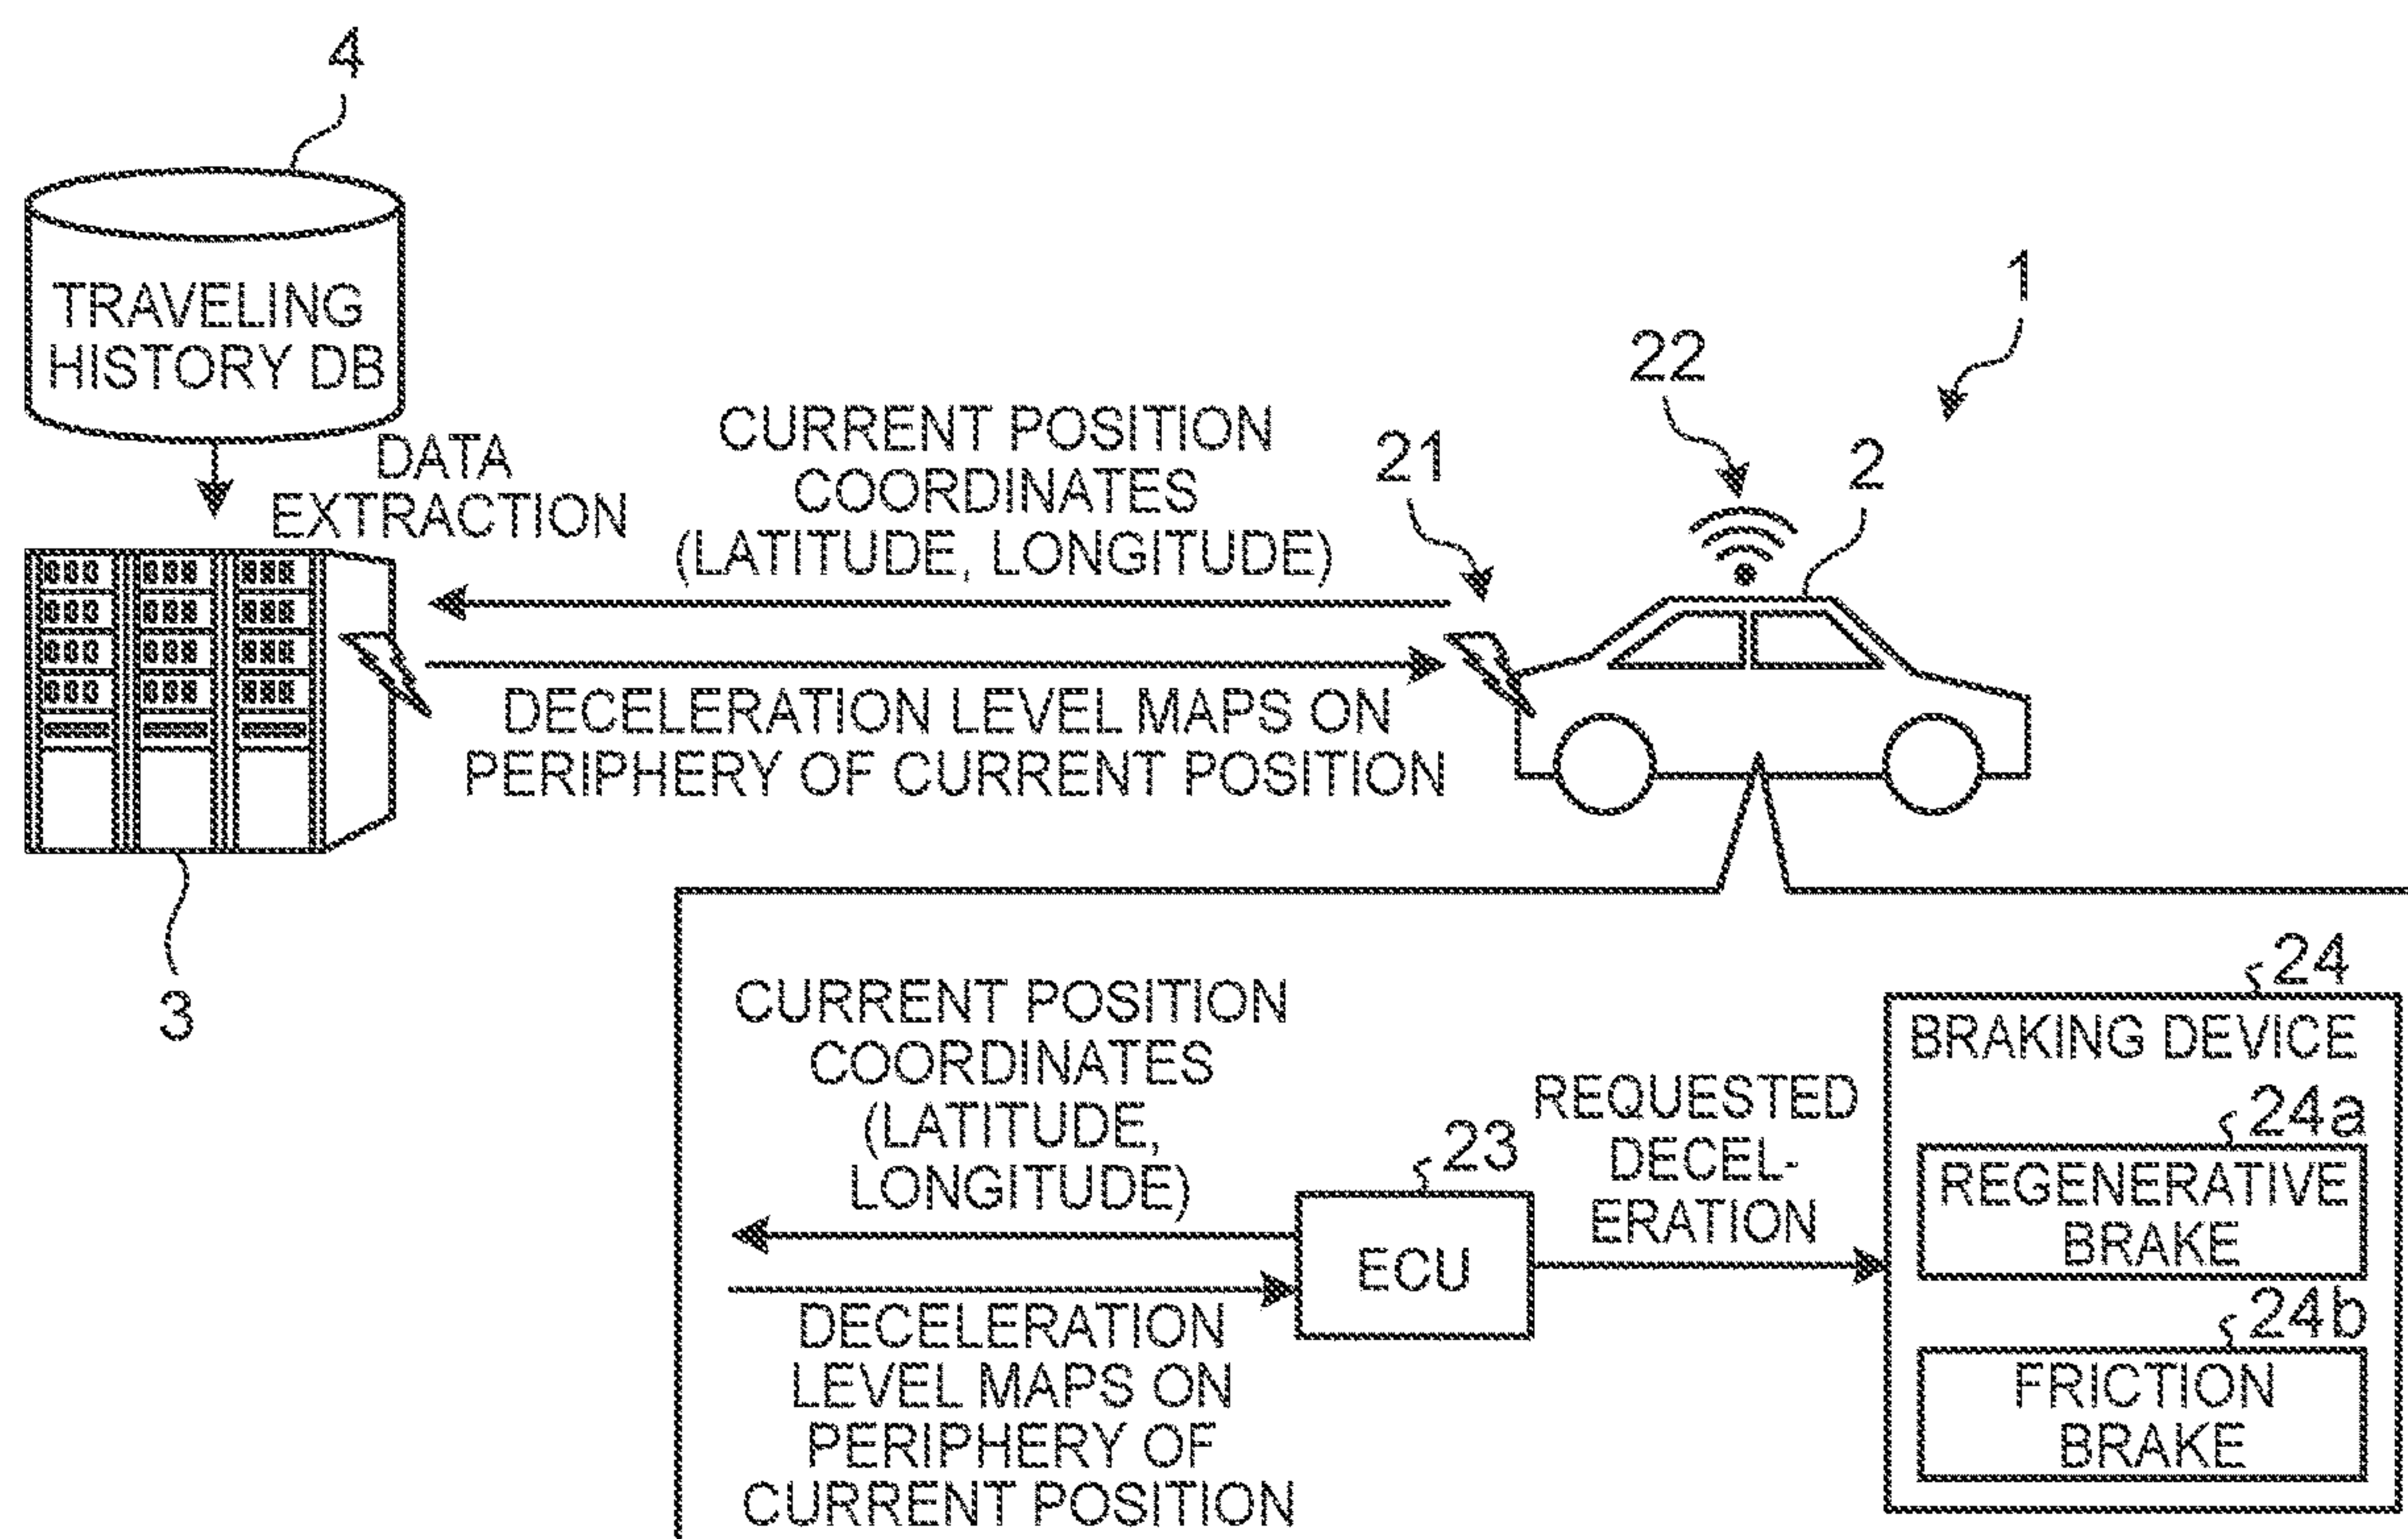 4
TRAVELING
HISTORY DB
DATA
EXTRACTION
CURRENT POSITION
COORDINATES
(LATITUDE, LONGITUDE)
21
22
2
1
DECELERATION LEVEL MAPS ON
PERIPHERY OF CURRENT POSITION
3
CURRENT POSITION
COORDINATES
(LATITUDE,
LONGITUDE)
DECELERATION
LEVEL MAPS ON
PERIPHERY OF
CURRENT POSITION
23
ECU
REQUESTED
DECEL-
ERATION
24
BRAKING DEVICE
24a
REGENERATIVE
BRAKE
24b
FRICTION
BRAKE